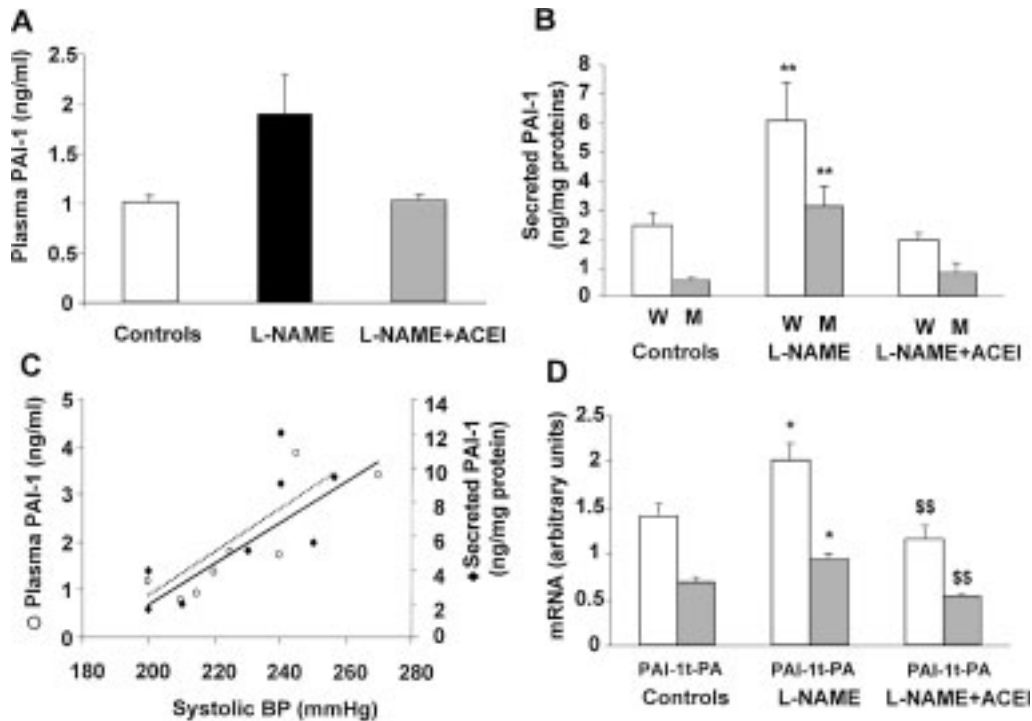 A
Plasma PAI-1 (ng/ml)
2.5
2
1.5
1
0.5
0
Controls L-NAME L-NAME+ACEI
B
Secreted PAI-1
(ng/mg proteins)
8
7
6
5
4
3
2
1
0
**
**
W M W M W M
Controls L-NAME L-NAME+ACEI
C
○ Plasma PAI-1 (ng/ml)
5
4
3
2
1
0
14
12
10
8
6
4
2
0
◆Secreted PAI-1
(ng/mg protein)
180 200 220 240 260 280
Systolic BP (mmHg)
D
mRNA (arbitrary units)
2.5
2
1.5
1
0.5
0
*
*
$$
$$
PAI-1t-PA PAI-1t-PA PAI-1t-PA
Controls L-NAME L-NAME+ACEI